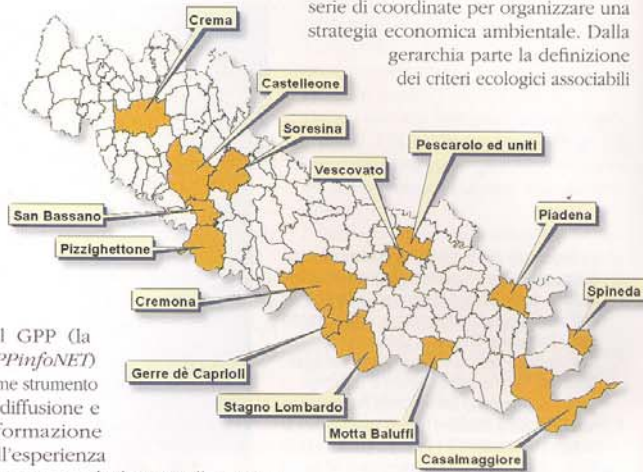 serie di coordinate per organizzare una
strategia economica ambientale. Dalla
gerarchia parte la definizione
dei criteri ecologici associabili
Crema
Castelleone
Soresina
Pescarolo ed uniti
Vescovato
Piadena
San Bassano
Pizzighettone
Cremona
Spineda
Gerre dè Caprioli
Stagno Lombardo
Motta Baluffi
Casalmaggiore
l GPP (la
PPinfoNET)
me strumento
diffusione e
formazione
ll'esperienza